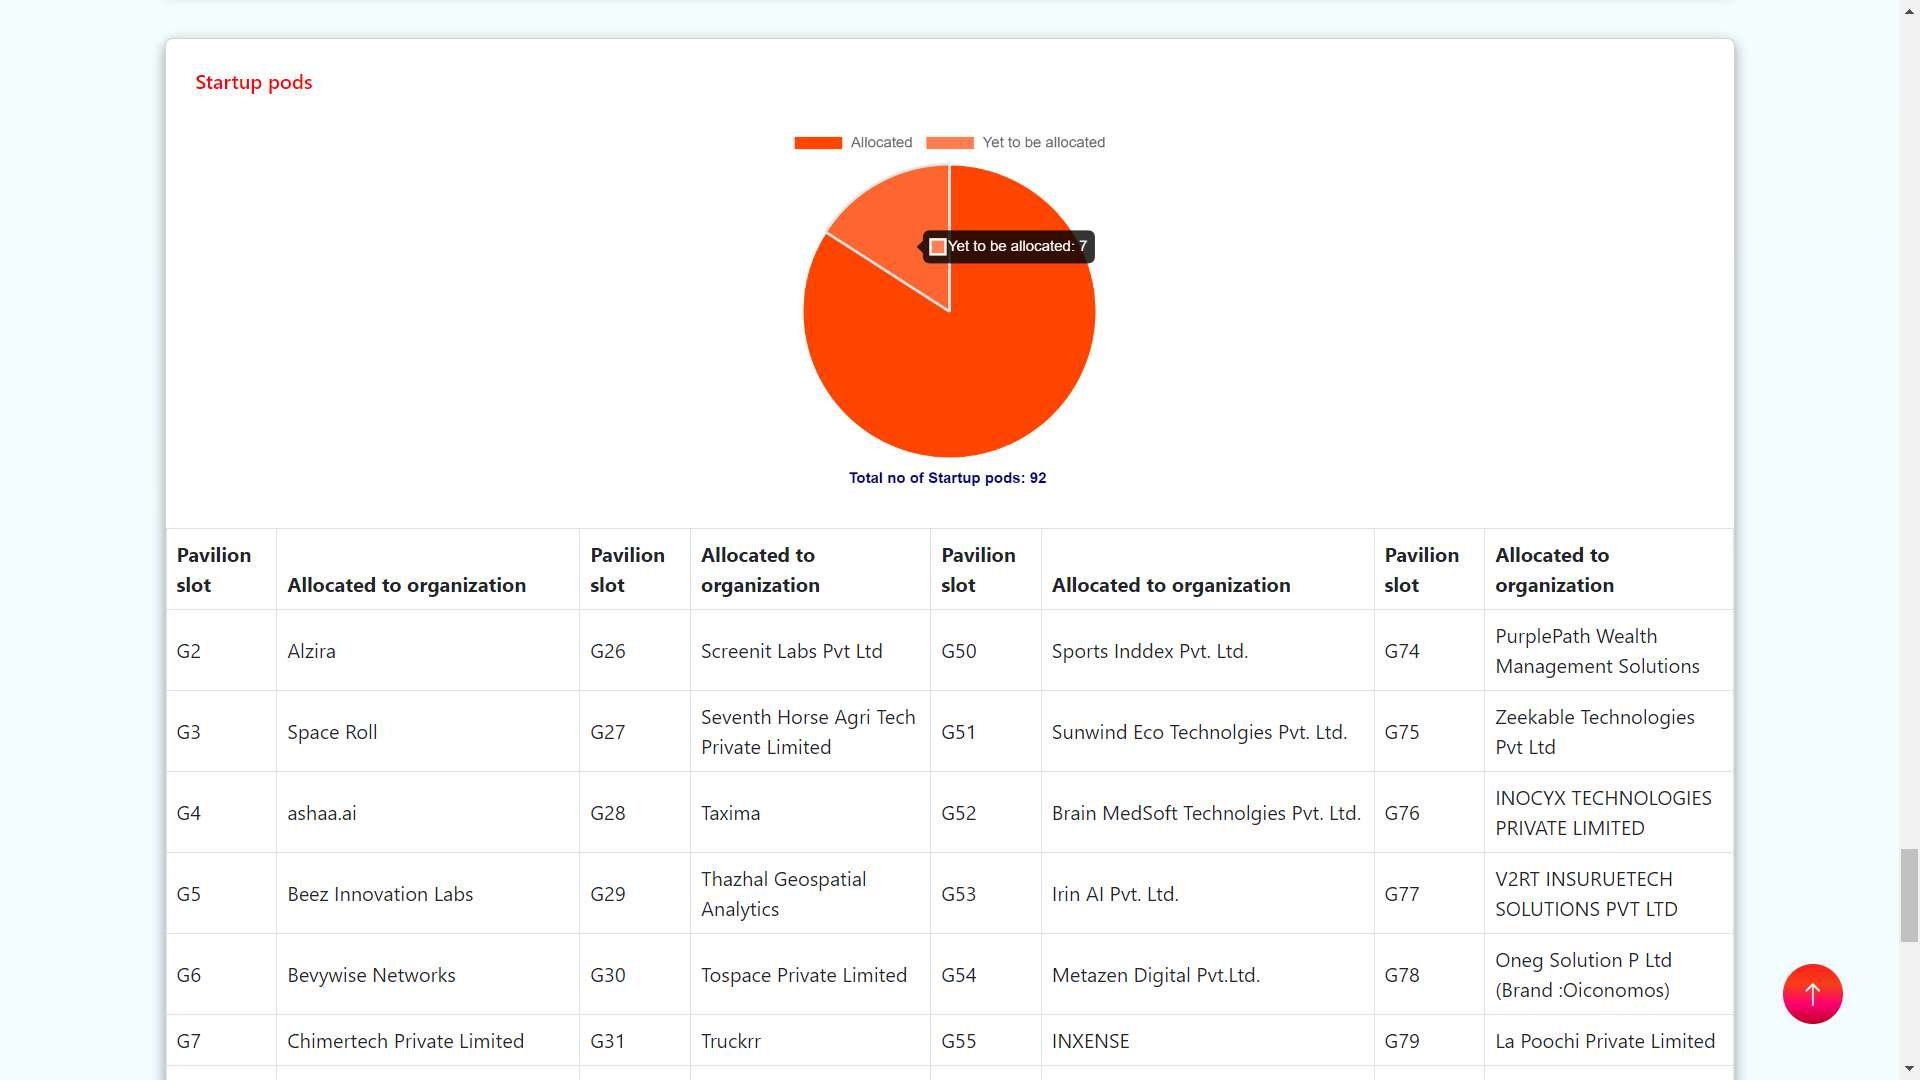 Startup pods
Allocated
Yet to be allocated
Yet to be allocated: 7
Total no of Startup pods: 92
Pavilion slot Allocated to organization Pavilion slot Allocated to organization Pavilion slot Allocated to organization Pavilion slot Allocated to organization
G2 Alzira G26 Screenit Labs Pvt Ltd G50 Sports Inddex Pvt. Ltd. G74 PurplePath Wealth Management Solutions
G3 Space Roll G27 Seventh Horse Agri Tech Private Limited G51 Sunwind Eco Technolgies Pvt. Ltd. G75 Zeekable Technologies Pvt Ltd
G4 ashaa.ai G28 Taxima G52 Brain MedSoft Technolgies Pvt. Ltd. G76 INOCYX TECHNOLOGIES PRIVATE LIMITED
G5 Beez Innovation Labs G29 Thazhal Geospatial Analytics G53 Irin AI Pvt. Ltd. G77 V2RT INSURUETECH SOLUTIONS PVT LTD
G6 Bevywise Networks G30 Tospace Private Limited G54 Metazen Digital Pvt.Ltd. G78 Oneg Solution P Ltd (Brand :Oiconomos)
G7 Chimertech Private Limited G31 Truckrr G55 INXENSE G79 La Poochi Private Limited